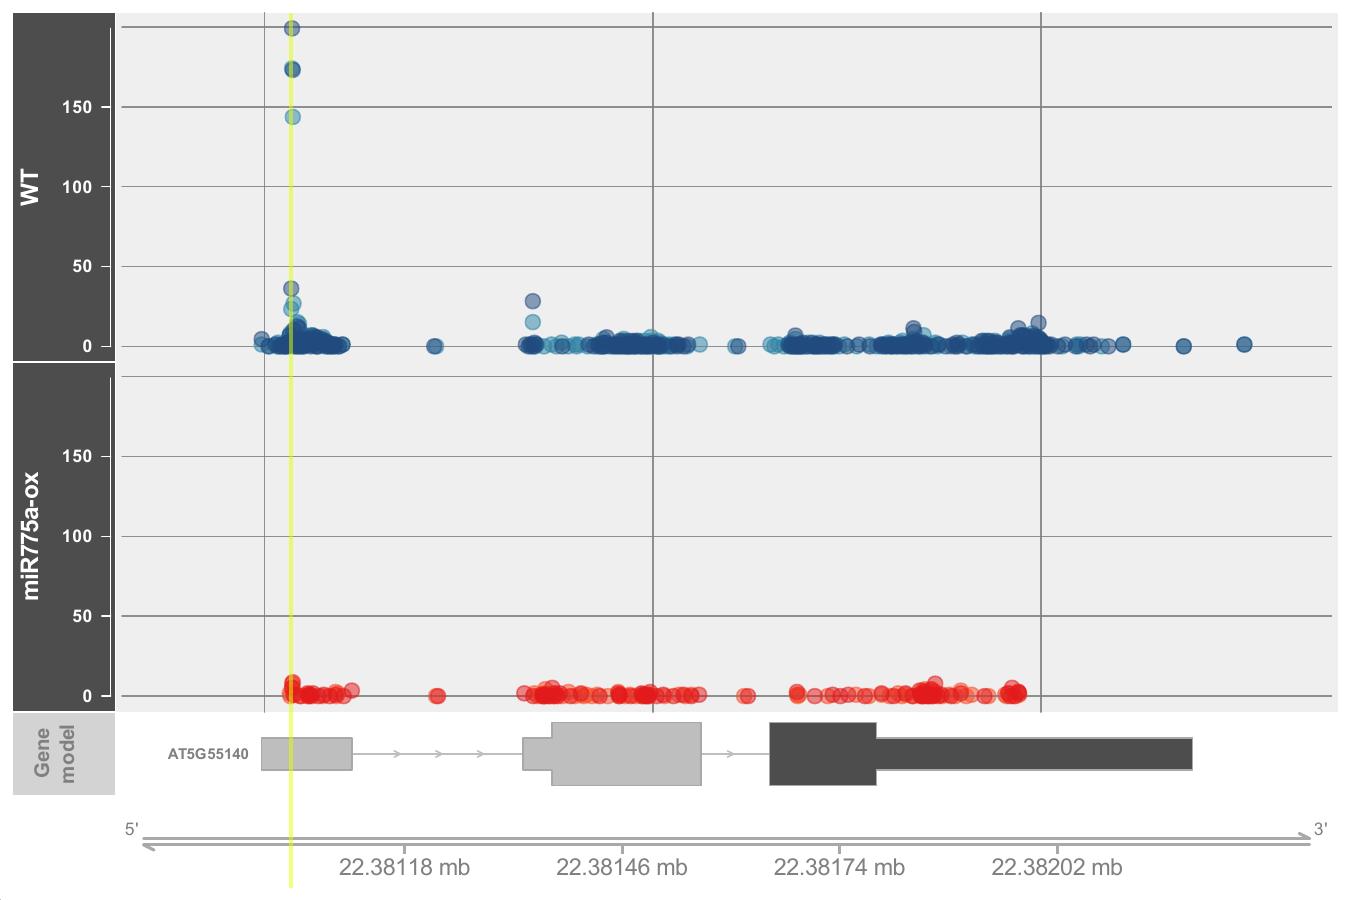 WT
150
100
50
0
miR775a-ox
150
100
50
0
Gene
model
AT5G55140
5'
3'
22.38118 mb
22.38146 mb
22.38174 mb
22.38202 mb